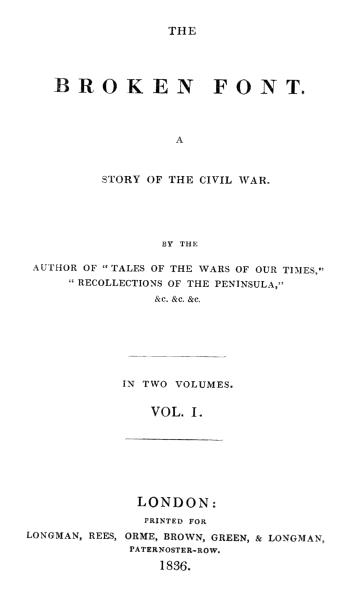 THE
BROKEN FONT.
A
STORY OF THE CIVIL WAR.
BY THE
AUTHOR OF "TALES OF THE WARS OF OUR TIMES,"
"RECOLLECTIONS OF THE PENINSULA,"
&c. &c. &c.
IN TWO VOLUMES.
VOL. I.
LONDON:
PRINTED FOR
LONGMAN, REES, ORME, BROWN, GREEN, & LONGMAN,
PATERNOSTER-ROW.
1836.